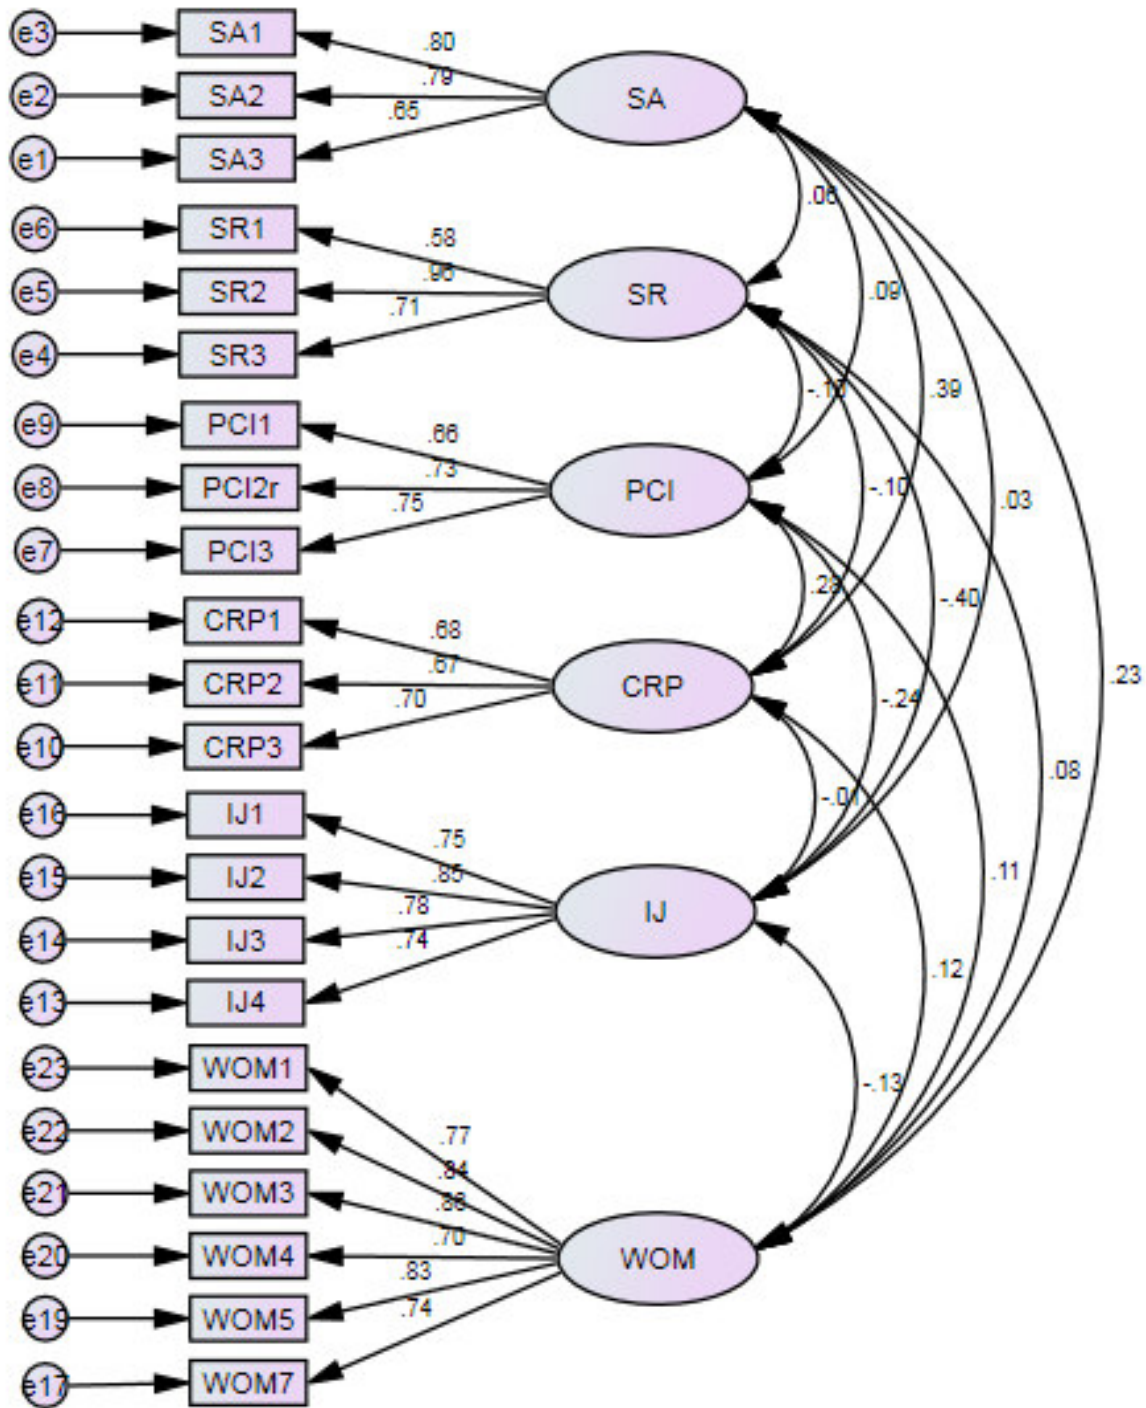 e3 SA1 .80
e2 SA2 .79 SA
e1 SA3 .65
.06
e6 SR1 .58
e5 SR2 .96 SR .09
e4 SR3 .71
.39
e9 PCI1 .66
e8 PCI2r .73 PCI -.10 .03
e7 PCI3 .75
.28 -.40
e12 CRP1 .68
e11 CRP2 .67 CRP .23
e10 CRP3 .70 -.24
.08
e16 IJ1 .75 -.01
e15 IJ2 .85 .11
e14 IJ3 .78 IJ
e13 IJ4 .74 .12
e23 WOM1 -.13
e22 WOM2 .77
e21 WOM3 .84
e20 WOM4 .70 WOM
e19 WOM5 .83
e17 WOM7 .74